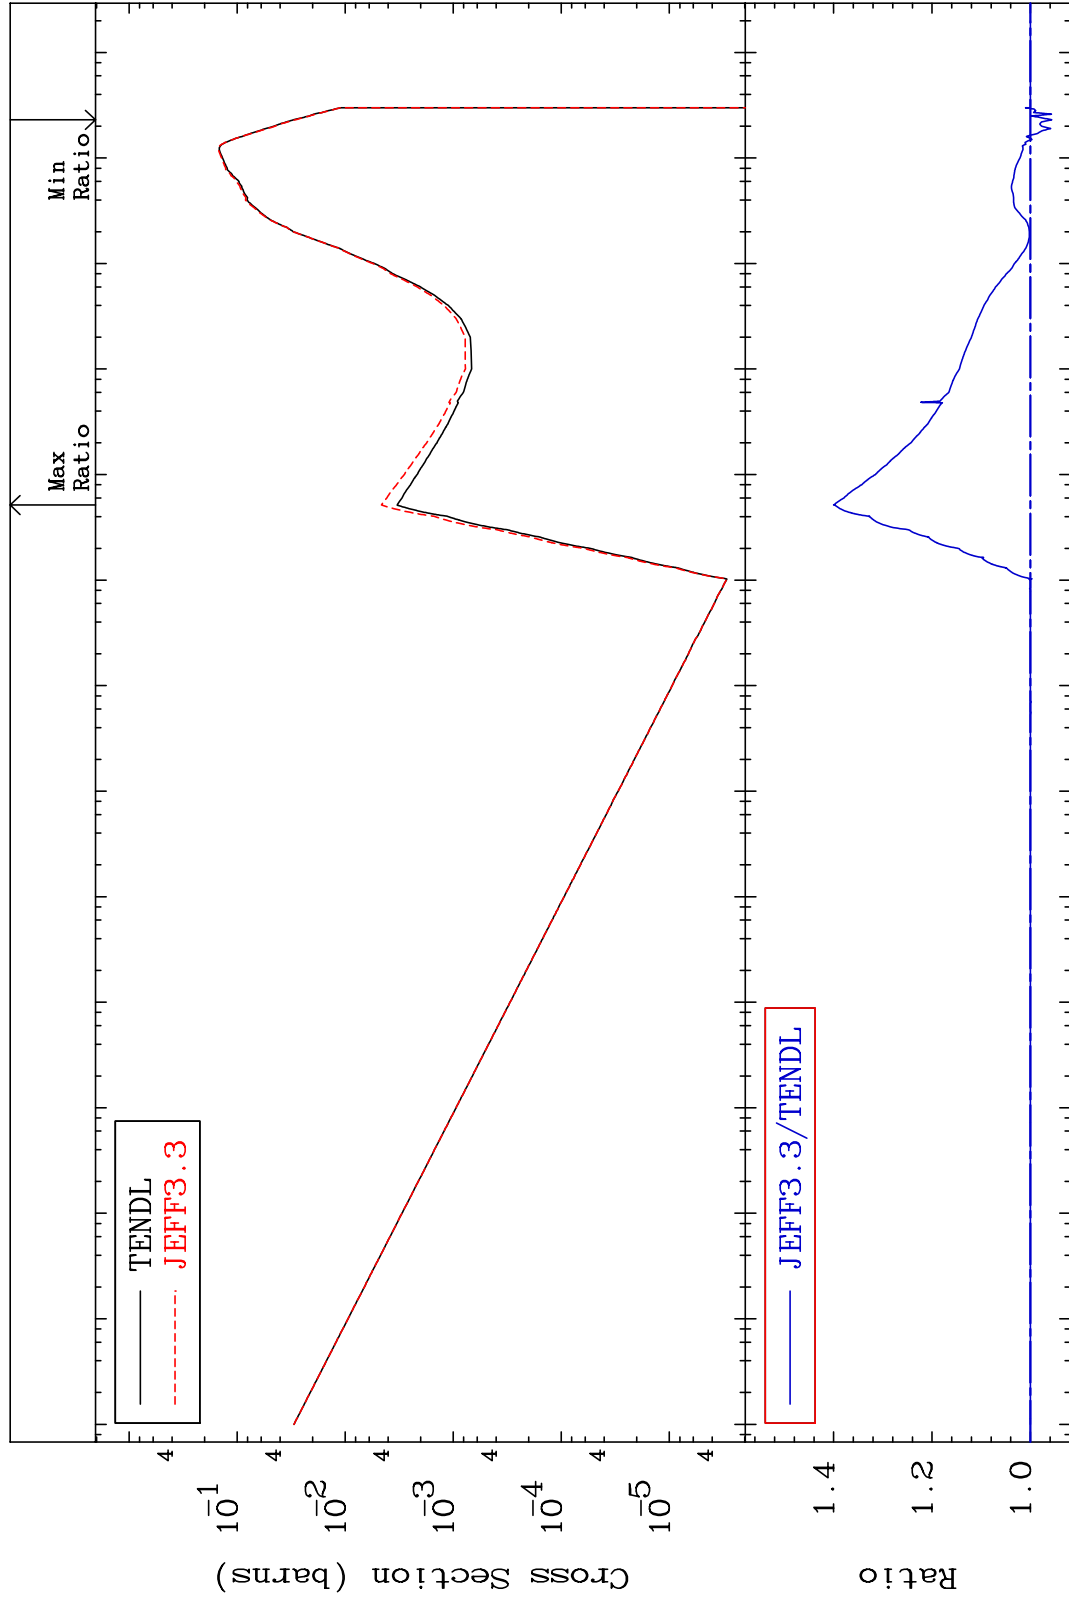 Min
Ratio
Max
Ratio
TENDL
JEFF3.3
Cross Section (barns)
10-1
10-2
10-3
10-4
10-5
4
4
4
4
4
4
JEFF3.3/TENDL
Ratio
1.4
1.2
1.0